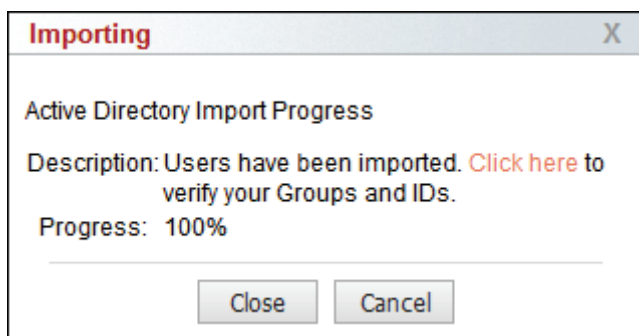 Importing X
Active Directory Import Progress
Description: Users have been imported. Click here to
verify your Groups and IDs.
Progress: 100%
Close Cancel